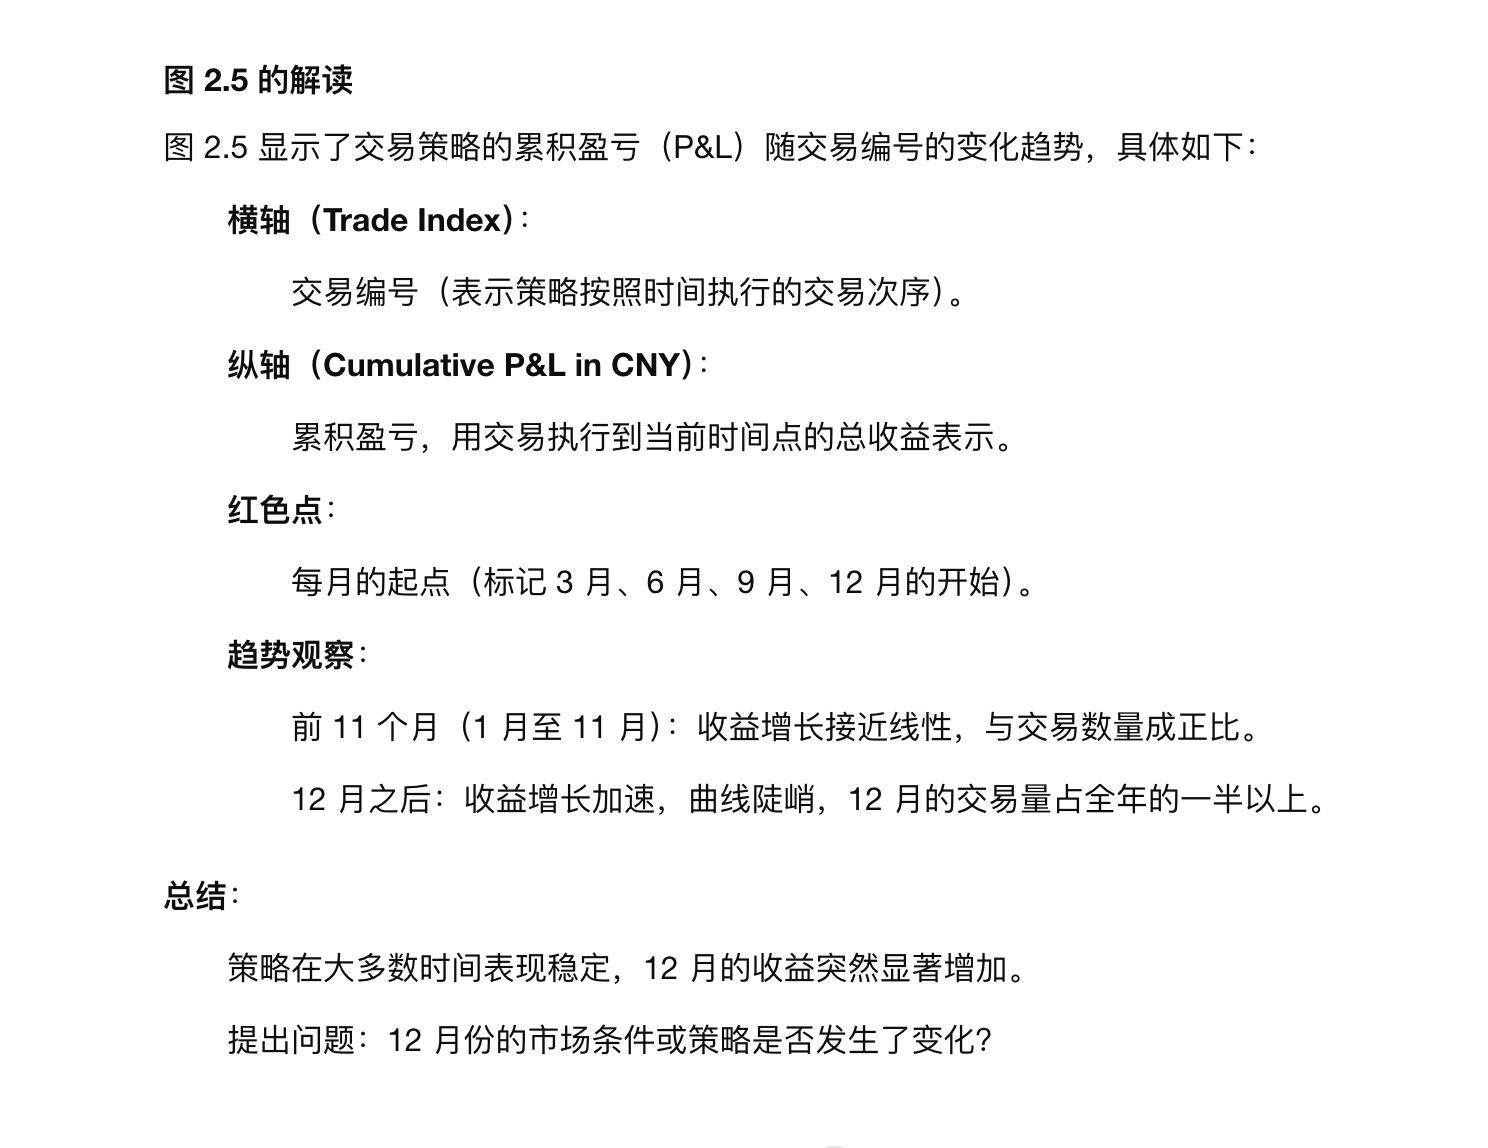 图 2.5 的解读
图 2.5 显示了交易策略的累积盈亏（P&L）随交易编号的变化趋势，具体如下：
横轴（Trade Index）：
交易编号（表示策略按照时间执行的交易次序）。
纵轴（Cumulative P&L in CNY）：
累积盈亏，用交易执行到当前时间点的总收益表示。
红色点：
每月的起点（标记 3 月、6 月、9 月、12 月的开始）。
趋势观察：
前 11 个月（1 月至 11 月）：收益增长接近线性，与交易数量成正比。
12 月之后：收益增长加速，曲线陡峭，12 月的交易量占全年的一半以上。
总结：
策略在大多数时间表现稳定，12 月的收益突然显著增加。
提出问题：12 月份的市场条件或策略是否发生了变化？